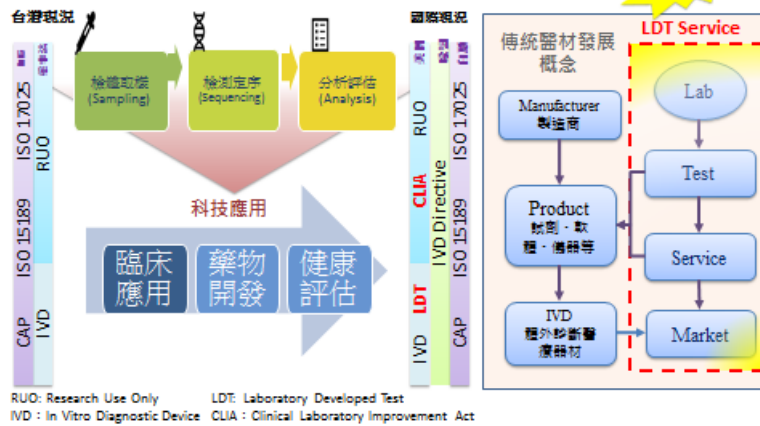 台灣現況
國際現況
檢體取樣
(Sampling)
檢測定序
(Sequencing)
分析評估
(Analysis)
ISO 17025
ISO 15189
CAP
RUO
IVD
科技應用
臨床
應用
藥物
開發
健康
評估
美國
歐盟
RUO
CLIA
LDT
IVD
IVD Directive
ISO 17025
ISO 15189
CAP
傳統醫材發展
概念
Manufacturer
製造商
Product
試劑、軟
體、儀器等
IVD
體外診斷醫
療器材
LDT Service
Lab
Test
Service
Market
RUO: Research Use Only
LDT: Laboratory Developed Test
IVD：In Vitro Diagnostic Device
CLIA：Clinical Laboratory Improvement Act